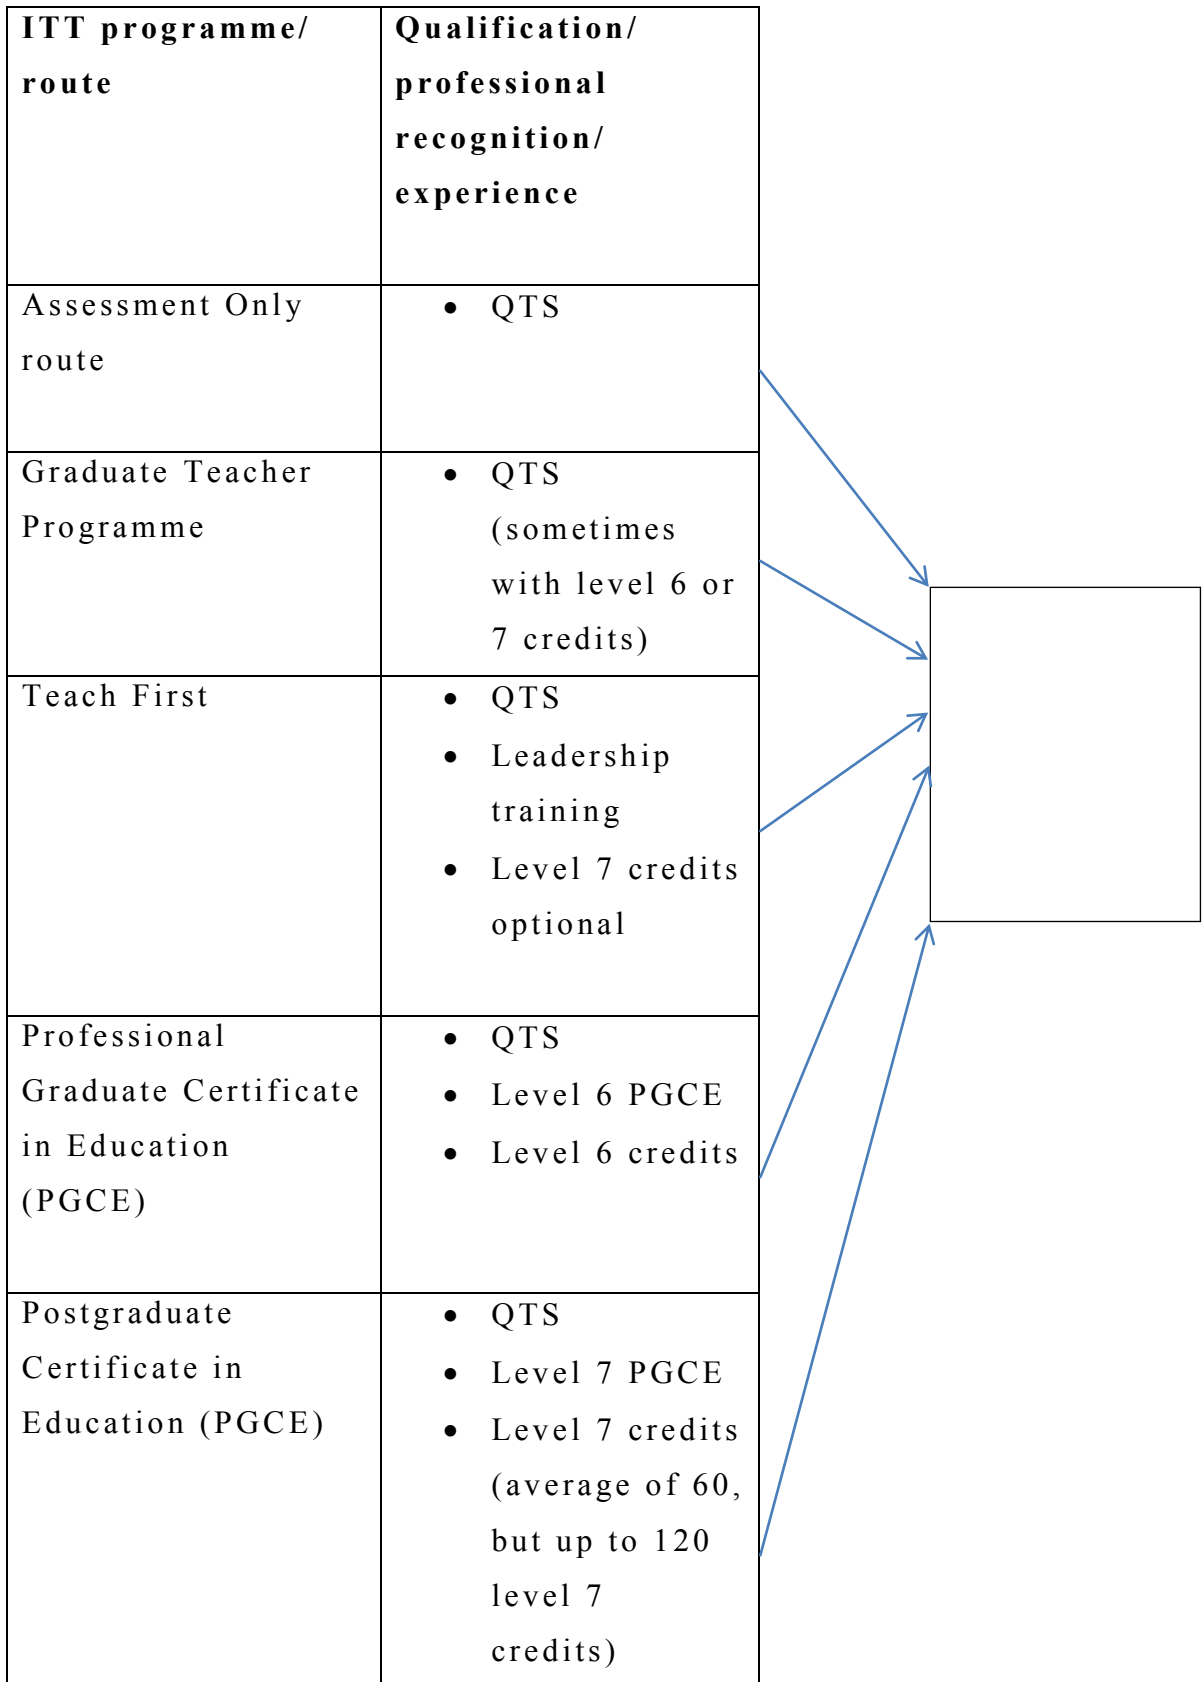 ITT programme/
route
Qualification/
professional
recognition/
experience
Assessment Only
route
• QTS
Graduate Teacher
Programme
• QTS
(sometimes
with level 6 or
7 credits)
Teach First
• QTS
• Leadership
training
• Level 7 credits
optional
Professional
Graduate Certificate
in Education
(PGCE)
• QTS
• Level 6 PGCE
• Level 6 credits
Postgraduate
Certificate in
Education (PGCE)
• QTS
• Level 7 PGCE
• Level 7 credits
(average of 60,
but up to 120
level 7
credits)